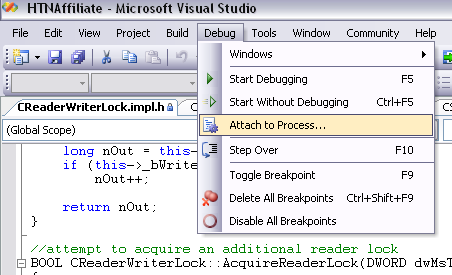 HTNAffiliate - Microsoft Visual Studio
File Edit View Project Build Debug Tools Window Community Help
Windows
Start Debugging F5
Start Without Debugging Ctrl+F5
CReaderWriterLock.impl.h
Attach to Process...
(Global Scope)
long nOut = this-
Step Over F10
if (this->_bWrite
Toggle Breakpoint F9
nOut++;
Delete All Breakpoints Ctrl+Shift+F9
return nOut;
Disable All Breakpoints
}
//attempt to acquire an additional reader lock
BOOL CReaderWriterLock::AcquireReaderLock(DWORD dwMsT
{